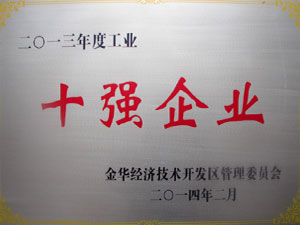 二〇一三年度工业
十强企业
金华经济技术开发区管理委员会
二〇一四年二月